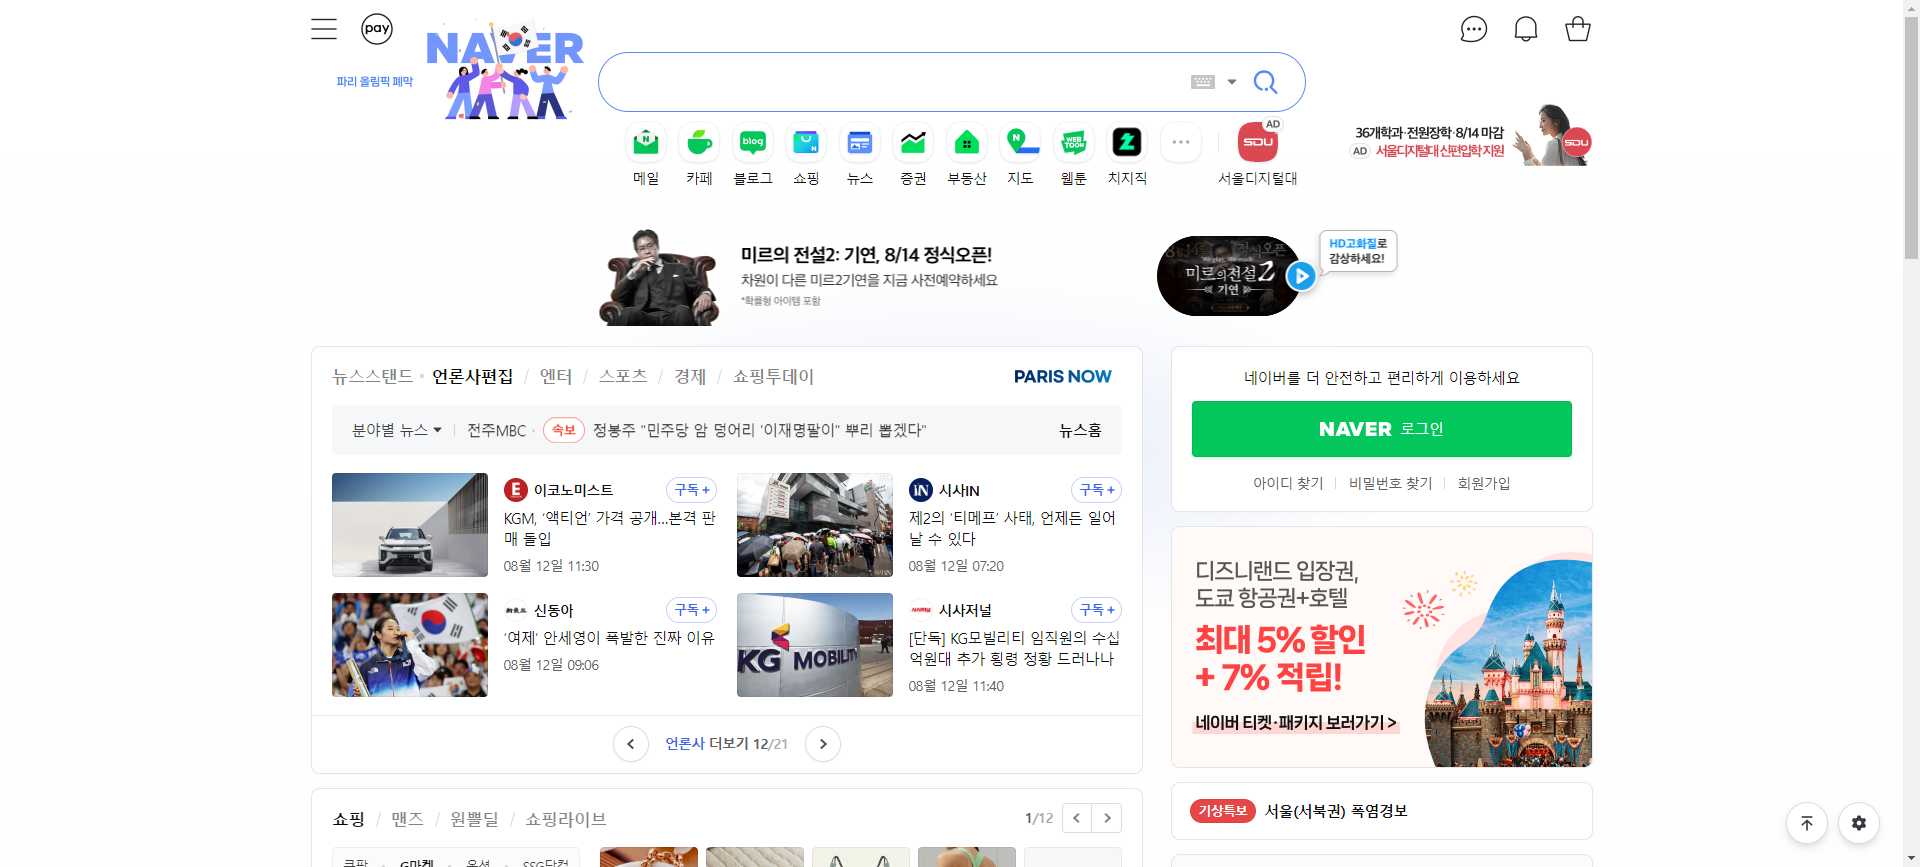 pay
NAVER
파리 올림픽 폐막
메일
카페
blog
블로그
쇼핑
뉴스
증권
부동산
N
지도
WEB TOON
웹툰
치지직
AD
SDU
서울디지털대
36개학과·전원장학·8/14 마감
AD 서울디지털대 신·편입학 지원
SDU
미르의 전설2: 기연, 8/14 정식오픈!
차원이 다른 미르2기연을 지금 사전예약하세요
*확률형 아이템 포함
미르의전설2
기연
HD고화질로
감상하세요!
뉴스스탠드 · 언론사편집 / 엔터 / 스포츠 / 경제 / 쇼핑투데이
PARIS NOW
분야별 뉴스 전주MBC · 속보 정봉주 "민주당 암 덩어리 '이재명팔이" 뿌리 뽑겠다"
뉴스홈
이코노미스트 구독+
KGM, ‘액티언’ 가격 공개…본격 판
매 돌입
08월 12일 11:30
iN 시사IN 구독+
제2의 ‘티메프’ 사태, 언제든 일어
날 수 있다
08월 12일 07:20
신동아 구독+
‘여제’ 안세영이 폭발한 진짜 이유
08월 12일 09:06
시사저널 구독+
[단독] KG모빌리티 임직원의 수십
억원대 추가 횡령 정황 드러나나
08월 12일 11:40
KG MOBILITY
언론사 더보기 12/21
네이버를 더 안전하고 편리하게 이용하세요
NAVER 로그인
아이디 찾기 비밀번호 찾기 회원가입
디즈니랜드 입장권,
도쿄 항공권+호텔
최대 5% 할인
+ 7% 적립!
네이버 티켓·패키지 보러가기 >
기상특보 서울(서북권) 폭염경보
쇼핑 / 맨즈 / 원쁠딜 / 쇼핑라이브
1/12
쿠팡 · G마켓 · 옥션 · SSG닷컴